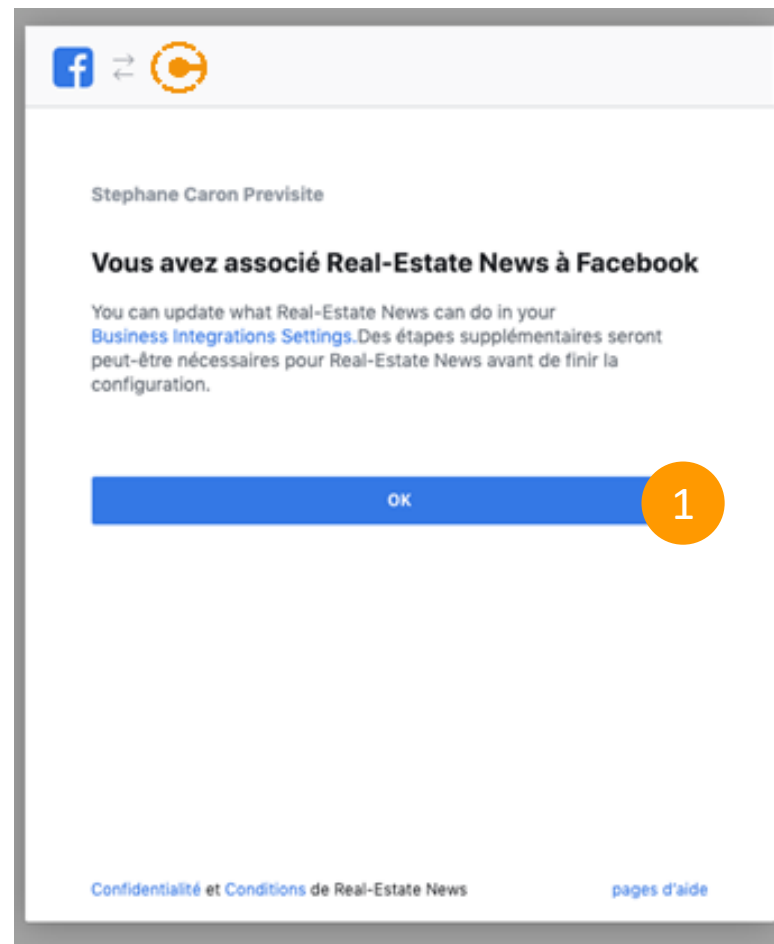 Stephane Caron Previsite
Vous avez associé Real-Estate News à Facebook
You can update what Real-Estate News can do in your
Business Integrations Settings.Des étapes supplémentaires seront
peut-être nécessaires pour Real-Estate News avant de finir la
configuration.
OK
1
Confidentialité et Conditions de Real-Estate News
pages d'aide